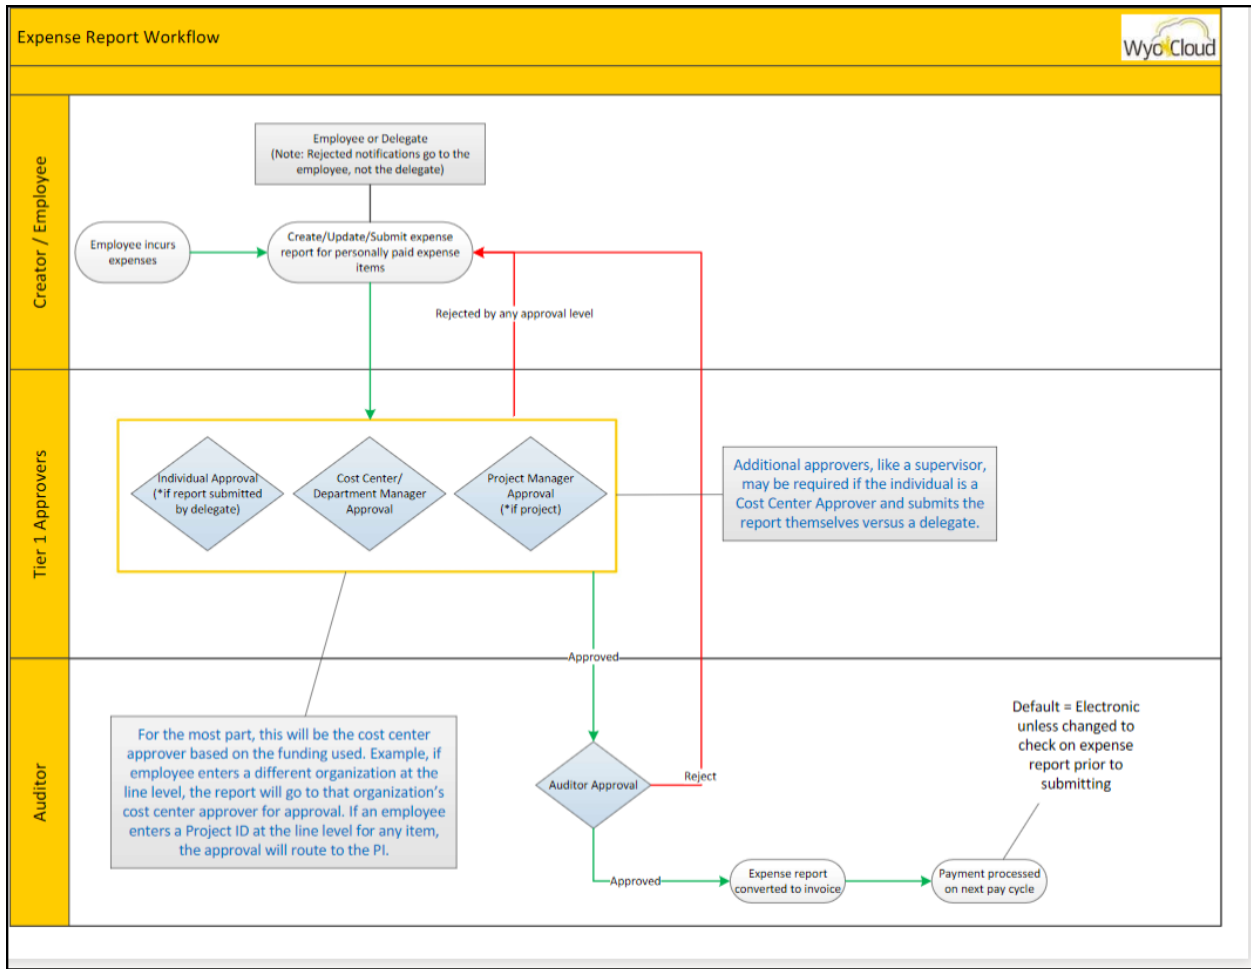 Expense Report Workflow
WyoCloud
Creator / Employee
Employee or Delegate
(Note: Rejected notifications go to the
employee, not the delegate)
Employee incurs
expenses
Create/Update/Submit expense
report for personally paid expense
items
Rejected by any approval level
Tier 1 Approvers
Individual Approval
(*if report submitted
by delegate)
Cost Center/
Department Manager
Approval
Project Manager
Approval
(*if project)
Additional approvers, like a supervisor,
may be required if the individual is a
Cost Center Approver and submits the
report themselves versus a delegate.
Approved
Auditor
For the most part, this will be the cost center
approver based on the funding used. Example, if
employee enters a different organization at the
line level, the report will go to that organization's
cost center approver for approval. If an employee
enters a Project ID at the line level for any item,
the approval will route to the PI.
Auditor Approval
Reject
Default = Electronic
unless changed to
check on expense
report prior to
submitting
Approved
Expense report
converted to invoice
Payment processed
on next pay cycle